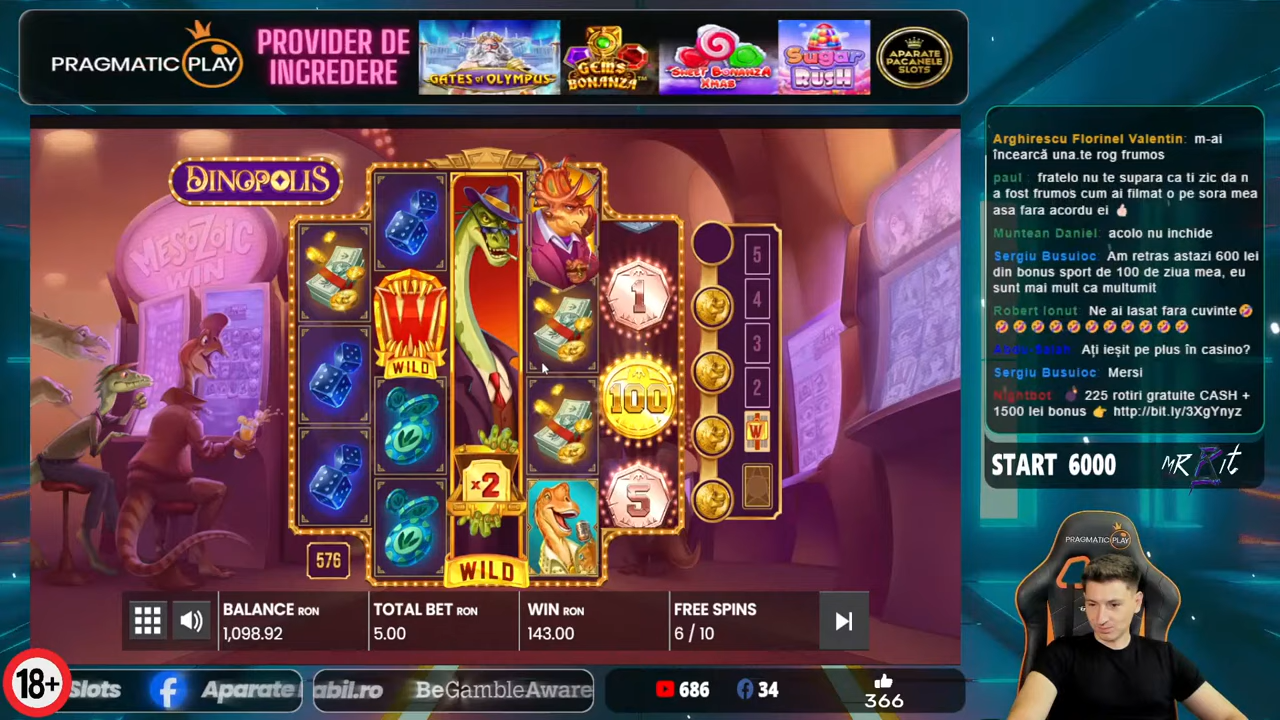 PRAGMATIC PLAY
PROVIDER DE
INCREDERE
GATES of OLYMPUS
GEMS
BONANZA
SWEET BONANZA
XMAS
Sugar
RUSH
APARATE
PACANELE
SLOTS
DINOPOLIS
MESOZOIC
WIN
W
WILD
x2
WILD
1
100
5
5
4
3
2
W
576
BALANCE RON
1,098.92
TOTAL BET RON
5.00
WIN RON
143.00
FREE SPINS
6 / 10
Arghirescu Florinel Valentin: m-ai
încearcă una.te rog frumos
paul : fratelo nu te supara ca ti zic da n
a fost frumos cum ai filmat o pe sora mea
asa fara acordu ei 👍🏻
Muntean Daniel: acolo nu inchide
Sergiu Busuioc: Am retras astazi 600 lei
din bonus sport de 100 de ziua mea, eu
sunt mai mult ca multumit
Robert Ionut Ne ai lasat fara cuvinte🤣
🤣🤣🤣🤣🤣🤣🤣🤣🤣🤣🤣
Ați ieșit pe plus în casino?
Sergiu Busuioc: Mersi
Nightbot 💣 225 rotiri gratuite CASH +
1500 lei bonus 👉 http://bit.ly/3XgYnyz
START 6000
MR Bit
PRAGMATIC PLAY
18+
Slots
Aparate
abil.ro
BeGambleAware
686
34
366